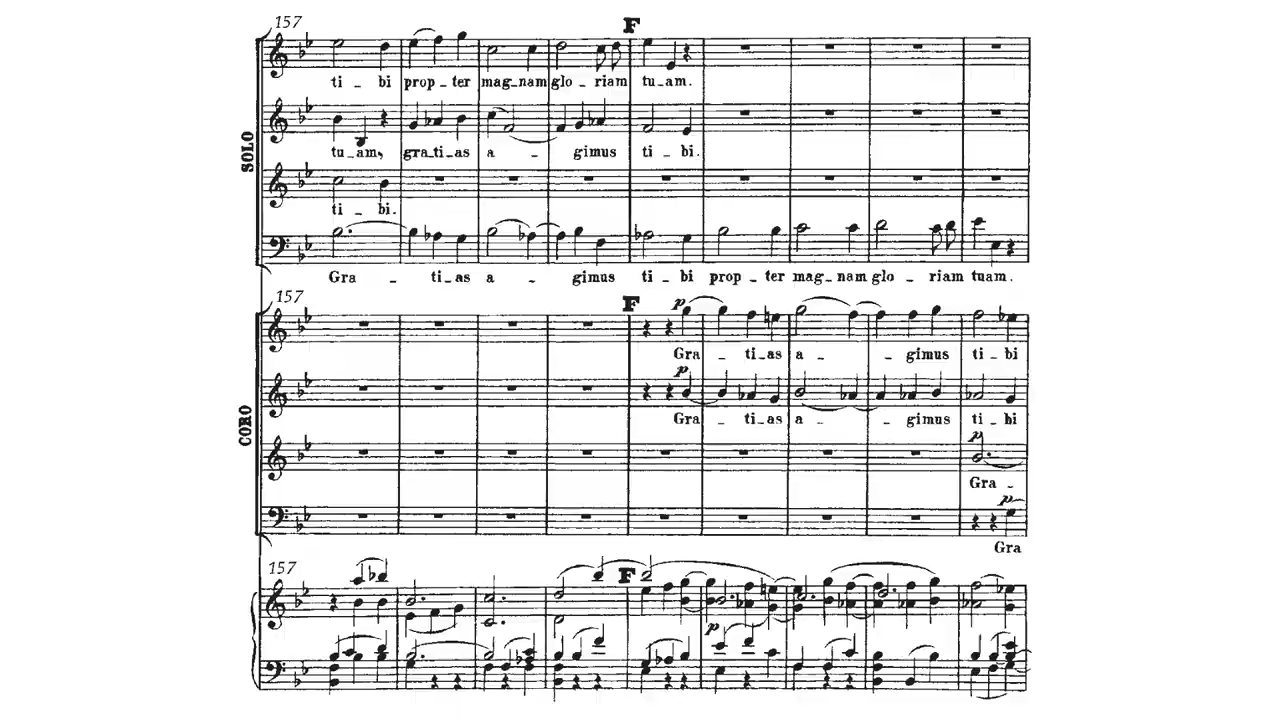 157
F
ti - bi prop - ter mag-nam glo - riam tu-am.
SOLO
tu-am, gra-ti-as a - gimus ti - bi.
ti - bi.
Gra - ti-as a - gimus ti - bi prop - ter mag-nam glo - riam tuam.
157
F
p
Gra - ti-as a - - gimus ti - bi
p
CORO
Gra - ti-as a - - gimus ti - bi
p
Gra -
p
Gra
157
F
p